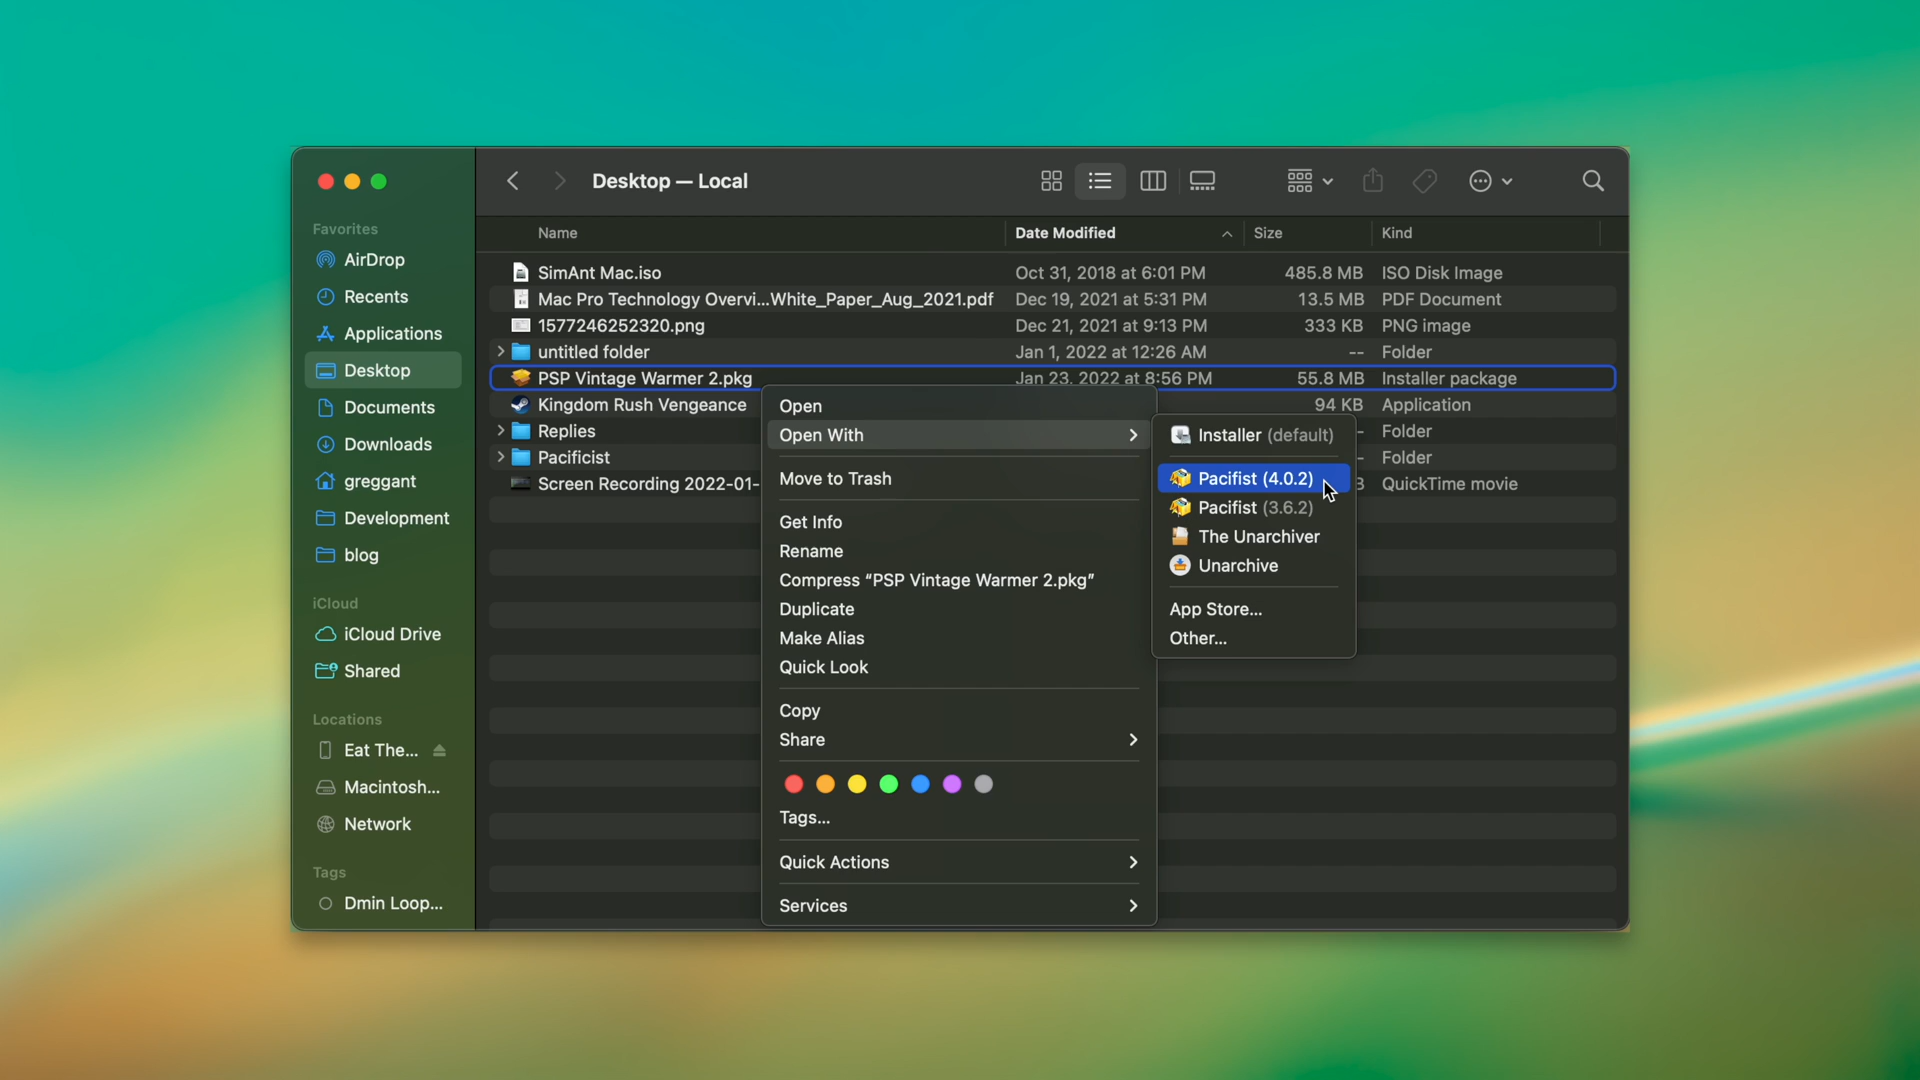 Desktop — Local
Favorites
AirDrop
Recents
Applications
Desktop
Documents
Downloads
greggant
Development
blog
iCloud
iCloud Drive
Shared
Locations
Eat The...
Macintosh...
Network
Tags
Dmin Loop...
Name Date Modified Size Kind
SimAnt Mac.iso Oct 31, 2018 at 6:01 PM 485.8 MB ISO Disk Image
Mac Pro Technology Overvi...White_Paper_Aug_2021.pdf Dec 19, 2021 at 5:31 PM 13.5 MB PDF Document
1577246252320.png Dec 21, 2021 at 9:13 PM 333 KB PNG image
untitled folder Jan 1, 2022 at 12:26 AM -- Folder
PSP Vintage Warmer 2.pkg Jan 23, 2022 at 8:56 PM 55.8 MB Installer package
Kingdom Rush Vengeance 94 KB Application
Replies Folder
Pacificist Folder
Screen Recording 2022-01- QuickTime movie
Open
Open With
Move to Trash
Get Info
Rename
Compress “PSP Vintage Warmer 2.pkg”
Duplicate
Make Alias
Quick Look
Copy
Share
Tags...
Quick Actions
Services
Installer (default)
Pacifist (4.0.2)
Pacifist (3.6.2)
The Unarchiver
Unarchive
App Store...
Other...